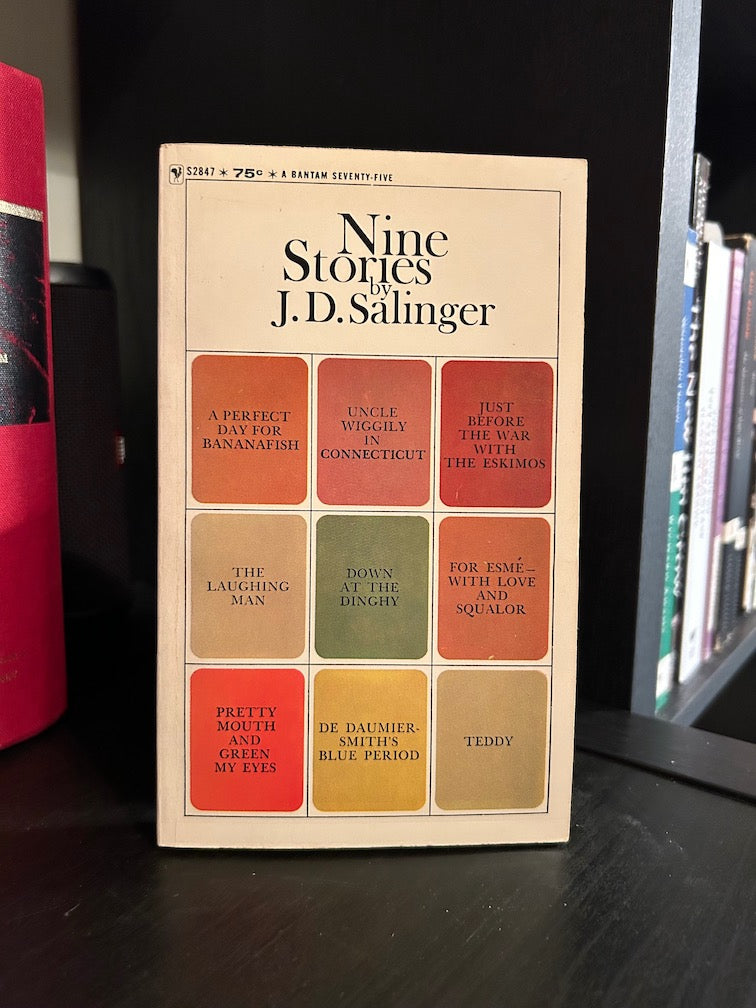 S2847 * 75c * A BANTAM SEVENTY-FIVE
Nine
Stories
by
J.D. Salinger
A PERFECT
DAY FOR
BANANAFISH
UNCLE
WIGGILY
IN
CONNECTICUT
JUST
BEFORE
THE WAR
WITH
THE ESKIMOS
THE
LAUGHING
MAN
DOWN
AT THE
DINGHY
FOR ESMÉ—
WITH LOVE
AND
SQUALOR
PRETTY
MOUTH
AND
GREEN
MY EYES
DE DAUMIER-
SMITH'S
BLUE PERIOD
TEDDY